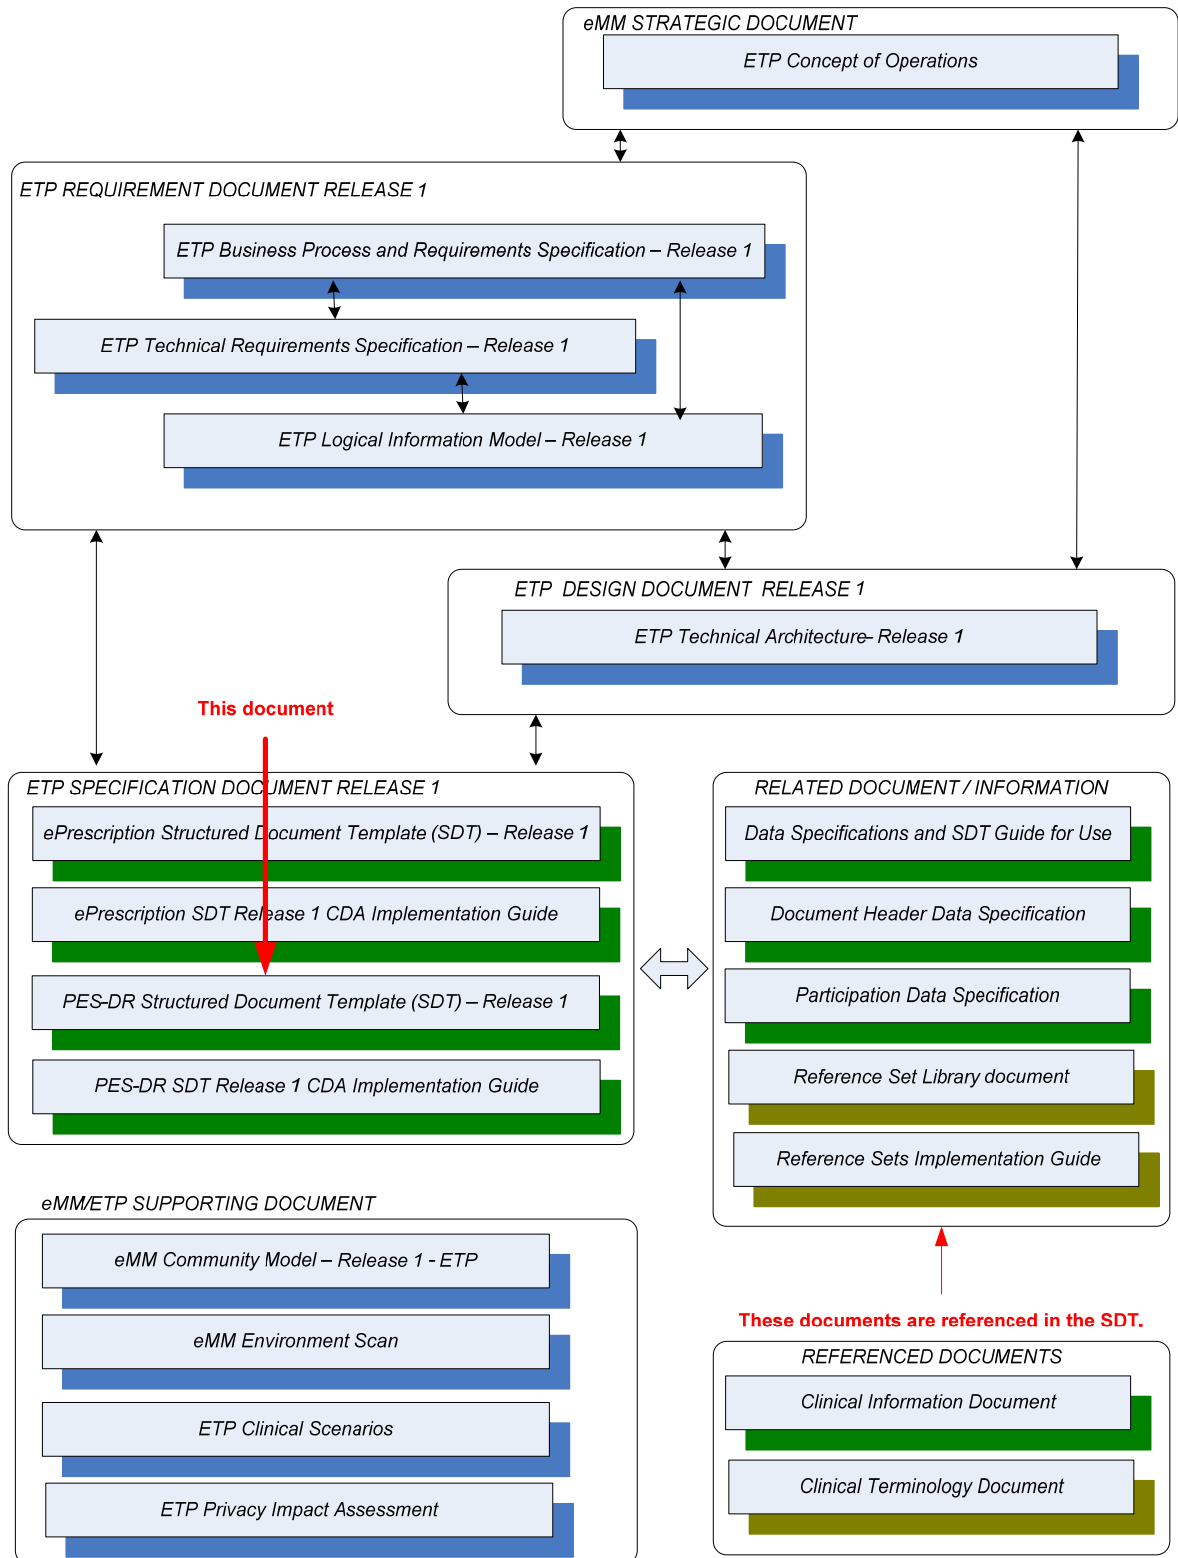 eMM STRATEGIC DOCUMENT
ETP Concept of Operations
ETP REQUIREMENT DOCUMENT RELEASE 1
ETP Business Process and Requirements Specification – Release 1
ETP Technical Requirements Specification – Release 1
ETP Logical Information Model – Release 1
ETP DESIGN DOCUMENT RELEASE 1
ETP Technical Architecture– Release 1
This document
ETP SPECIFICATION DOCUMENT RELEASE 1
ePrescription Structured Document Template (SDT) – Release 1
ePrescription SDT Release 1 CDA Implementation Guide
PES-DR Structured Document Template (SDT) – Release 1
PES-DR SDT Release 1 CDA Implementation Guide
RELATED DOCUMENT / INFORMATION
Data Specifications and SDT Guide for Use
Document Header Data Specification
Participation Data Specification
Reference Set Library document
Reference Sets Implementation Guide
eMM/ETP SUPPORTING DOCUMENT
eMM Community Model – Release 1 - ETP
eMM Environment Scan
ETP Clinical Scenarios
ETP Privacy Impact Assessment
These documents are referenced in the SDT.
REFERENCED DOCUMENTS
Clinical Information Document
Clinical Terminology Document